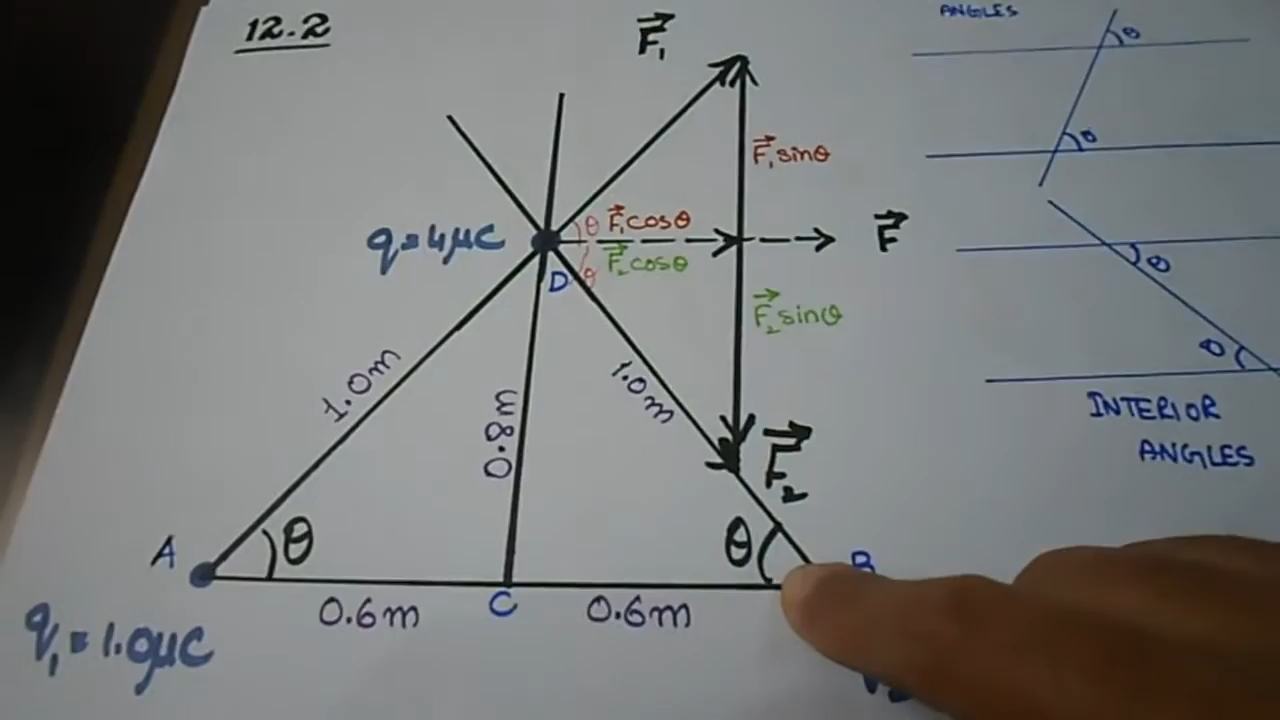 12.2
F₁
ANGLES
θ
θ
F₁sinθ
θ F₁cosθ
F
q=4μC
F₂cosθ
D θ
θ
θ
F₂sinθ
1.0m
1.0m
0.8m
INTERIOR
ANGLES
F₂
A θ
θ B
0.6m C 0.6m
q₁=1.0μC